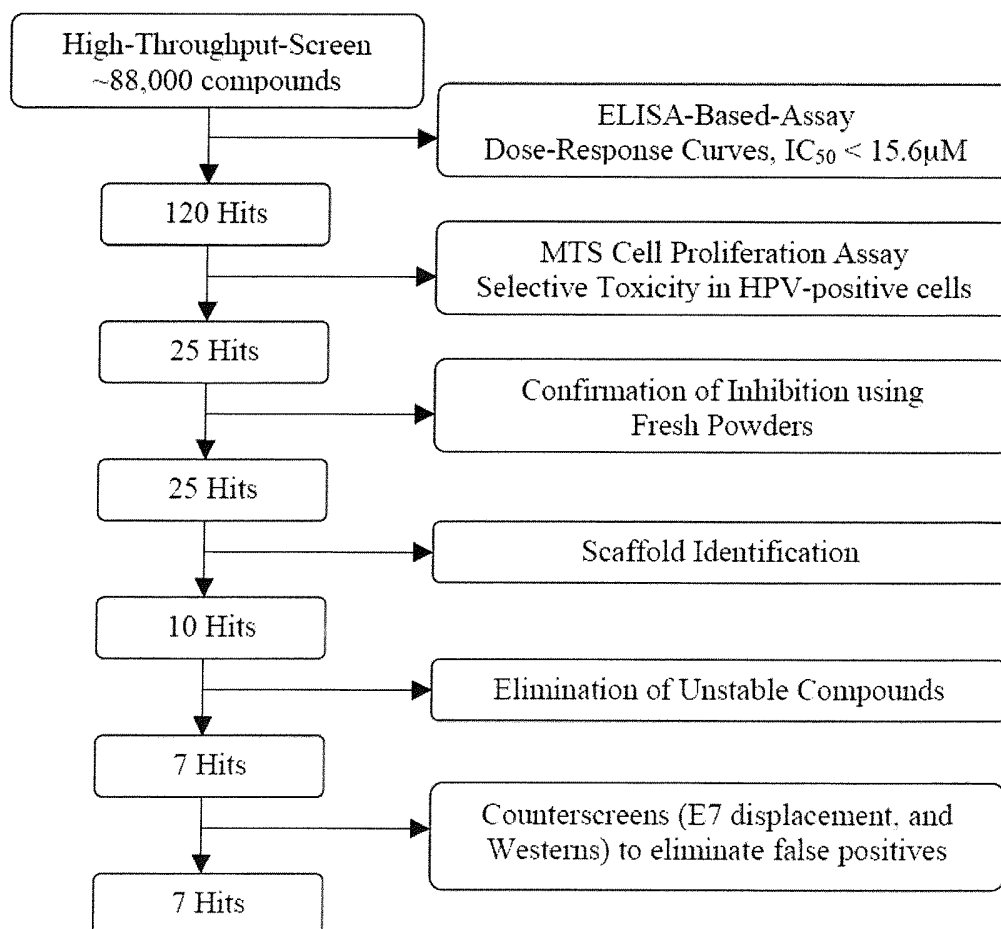 High-Throughput-Screen
~88,000 compounds
ELISA-Based-Assay
Dose-Response Curves, IC50 < 15.6μM
120 Hits
MTS Cell Proliferation Assay
Selective Toxicity in HPV-positive cells
25 Hits
Confirmation of Inhibition using
Fresh Powders
25 Hits
Scaffold Identification
10 Hits
Elimination of Unstable Compounds
7 Hits
Counterscreens (E7 displacement, and
Westerns) to eliminate false positives
7 Hits